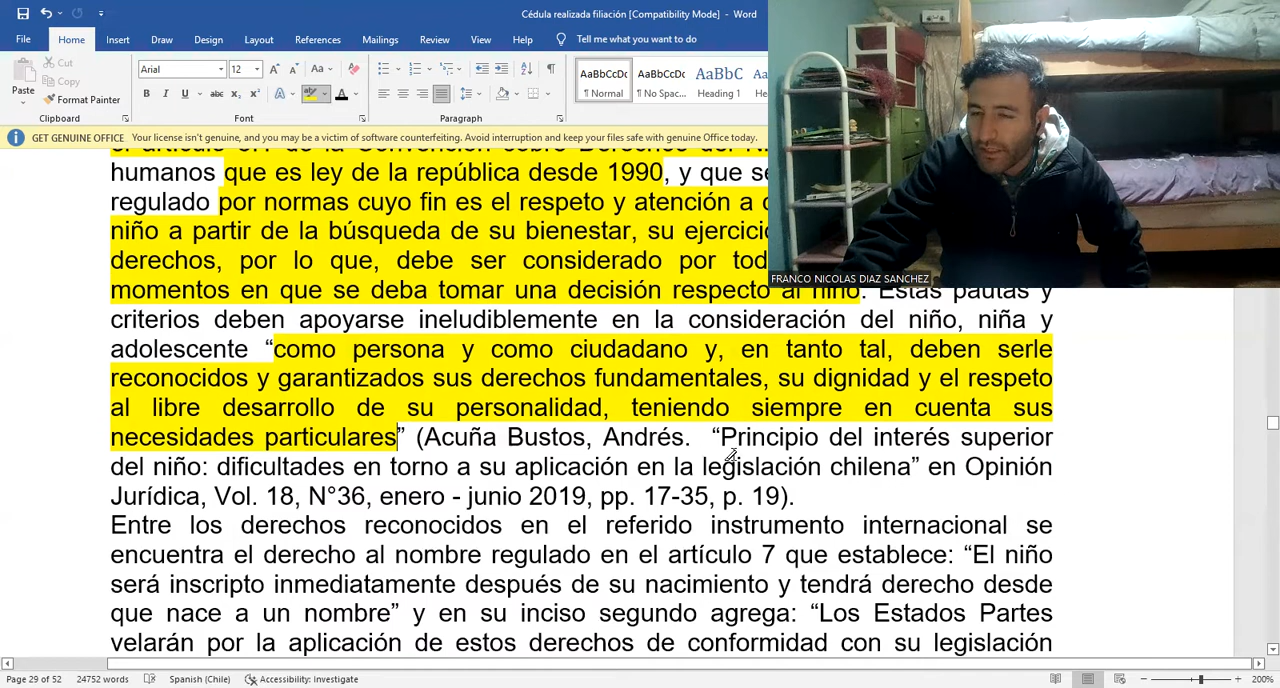 Cédula realizada filiación [Compatibility Mode] - Word
File Home Insert Draw Design Layout References Mailings Review View Help Tell me what you want to do
Cut
Copy
Paste
Format Painter
Arial 12
AaBbCcDc AaBbCcDc AaBbC AaBb
¶ Normal ¶ No Spac... Heading 1 Hea
Clipboard Font Paragraph
GET GENUINE OFFICE Your license isn't genuine, and you may be a victim of software counterfeiting. Avoid interruption and keep your files safe with genuine Office today.
FRANCO NICOLAS DIAZ SANCHEZ
humanos que es ley de la república desde 1990, y que se
regulado por normas cuyo fin es el respeto y atención a
niño a partir de la búsqueda de su bienestar, su ejercicio
derechos, por lo que, debe ser considerado por tod
momentos en que se deba tomar una decisión respecto al niño. Estas pautas y
criterios deben apoyarse ineludiblemente en la consideración del niño, niña y
adolescente “como persona y como ciudadano y, en tanto tal, deben serle
reconocidos y garantizados sus derechos fundamentales, su dignidad y el respeto
al libre desarrollo de su personalidad, teniendo siempre en cuenta sus
necesidades particulares” (Acuña Bustos, Andrés. “Principio del interés superior
del niño: dificultades en torno a su aplicación en la legislación chilena” en Opinión
Jurídica, Vol. 18, N°36, enero - junio 2019, pp. 17-35, p. 19).
Entre los derechos reconocidos en el referido instrumento internacional se
encuentra el derecho al nombre regulado en el artículo 7 que establece: “El niño
será inscripto inmediatamente después de su nacimiento y tendrá derecho desde
que nace a un nombre” y en su inciso segundo agrega: “Los Estados Partes
velarán por la aplicación de estos derechos de conformidad con su legislación
Page 29 of 52 24752 words Spanish (Chile) Accessibility: Investigate 200%